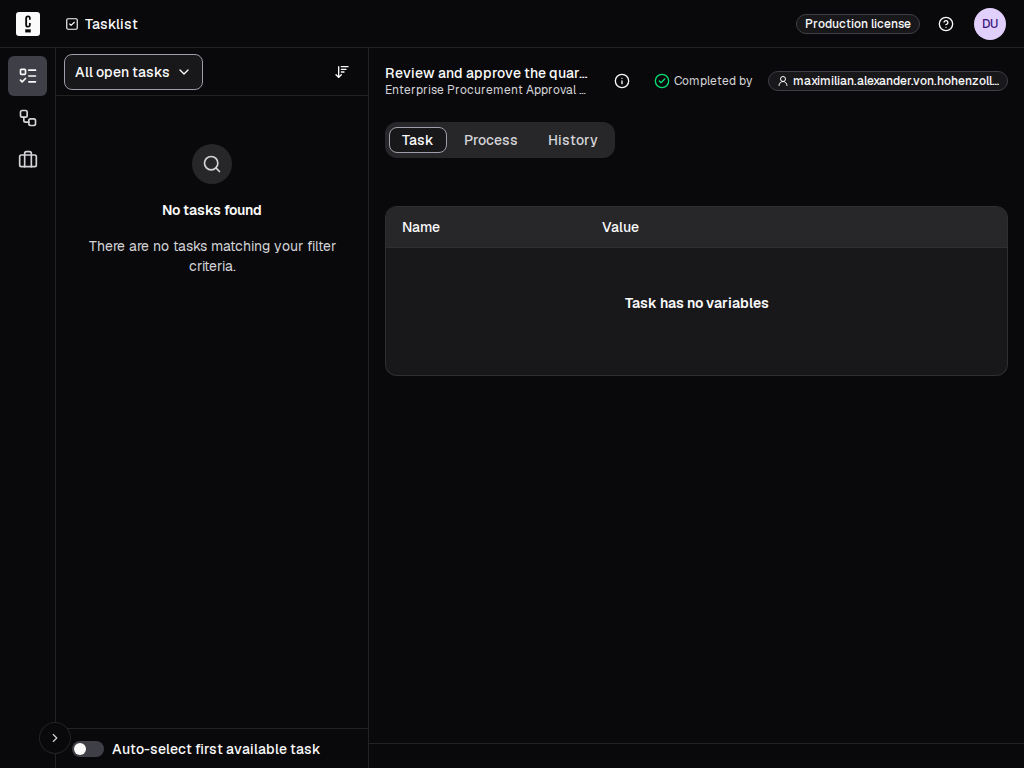 Tasklist
Production license
DU
All open tasks
No tasks found
There are no tasks matching your filter
criteria.
Auto-select first available task
Review and approve the quar...
Enterprise Procurement Approval ...
Completed by
maximilian.alexander.von.hohenzoll...
Task
Process
History
Name
Value
Task has no variables